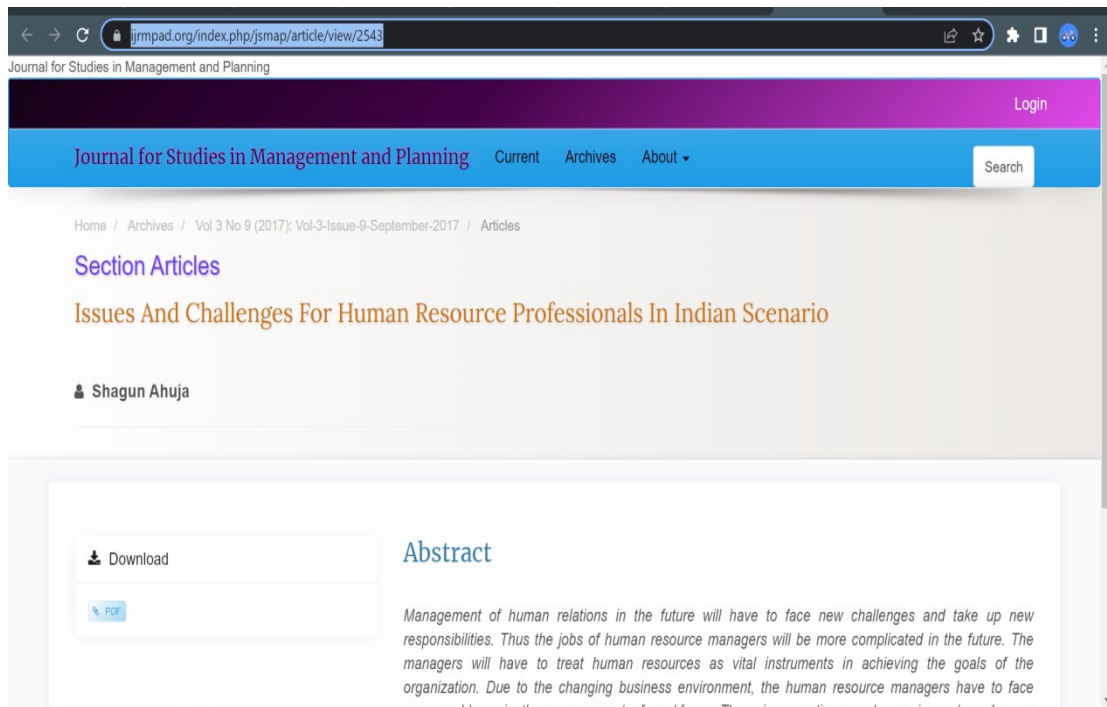 ijrmpad.org/index.php/jsmap/article/view/2543
Journal for Studies in Management and Planning
Login
Journal for Studies in Management and Planning Current Archives About
Search
Home / Archives / Vol 3 No 9 (2017): Vol-3-Issue-9-September-2017 / Articles
Section Articles
Issues And Challenges For Human Resource Professionals In Indian Scenario
Shagun Ahuja
Download
PDF
Abstract
Management of human relations in the future will have to face new challenges and take up new
responsibilities. Thus the jobs of human resource managers will be more complicated in the future. The
managers will have to treat human resources as vital instruments in achieving the goals of the
organization. Due to the changing business environment, the human resource managers have to face